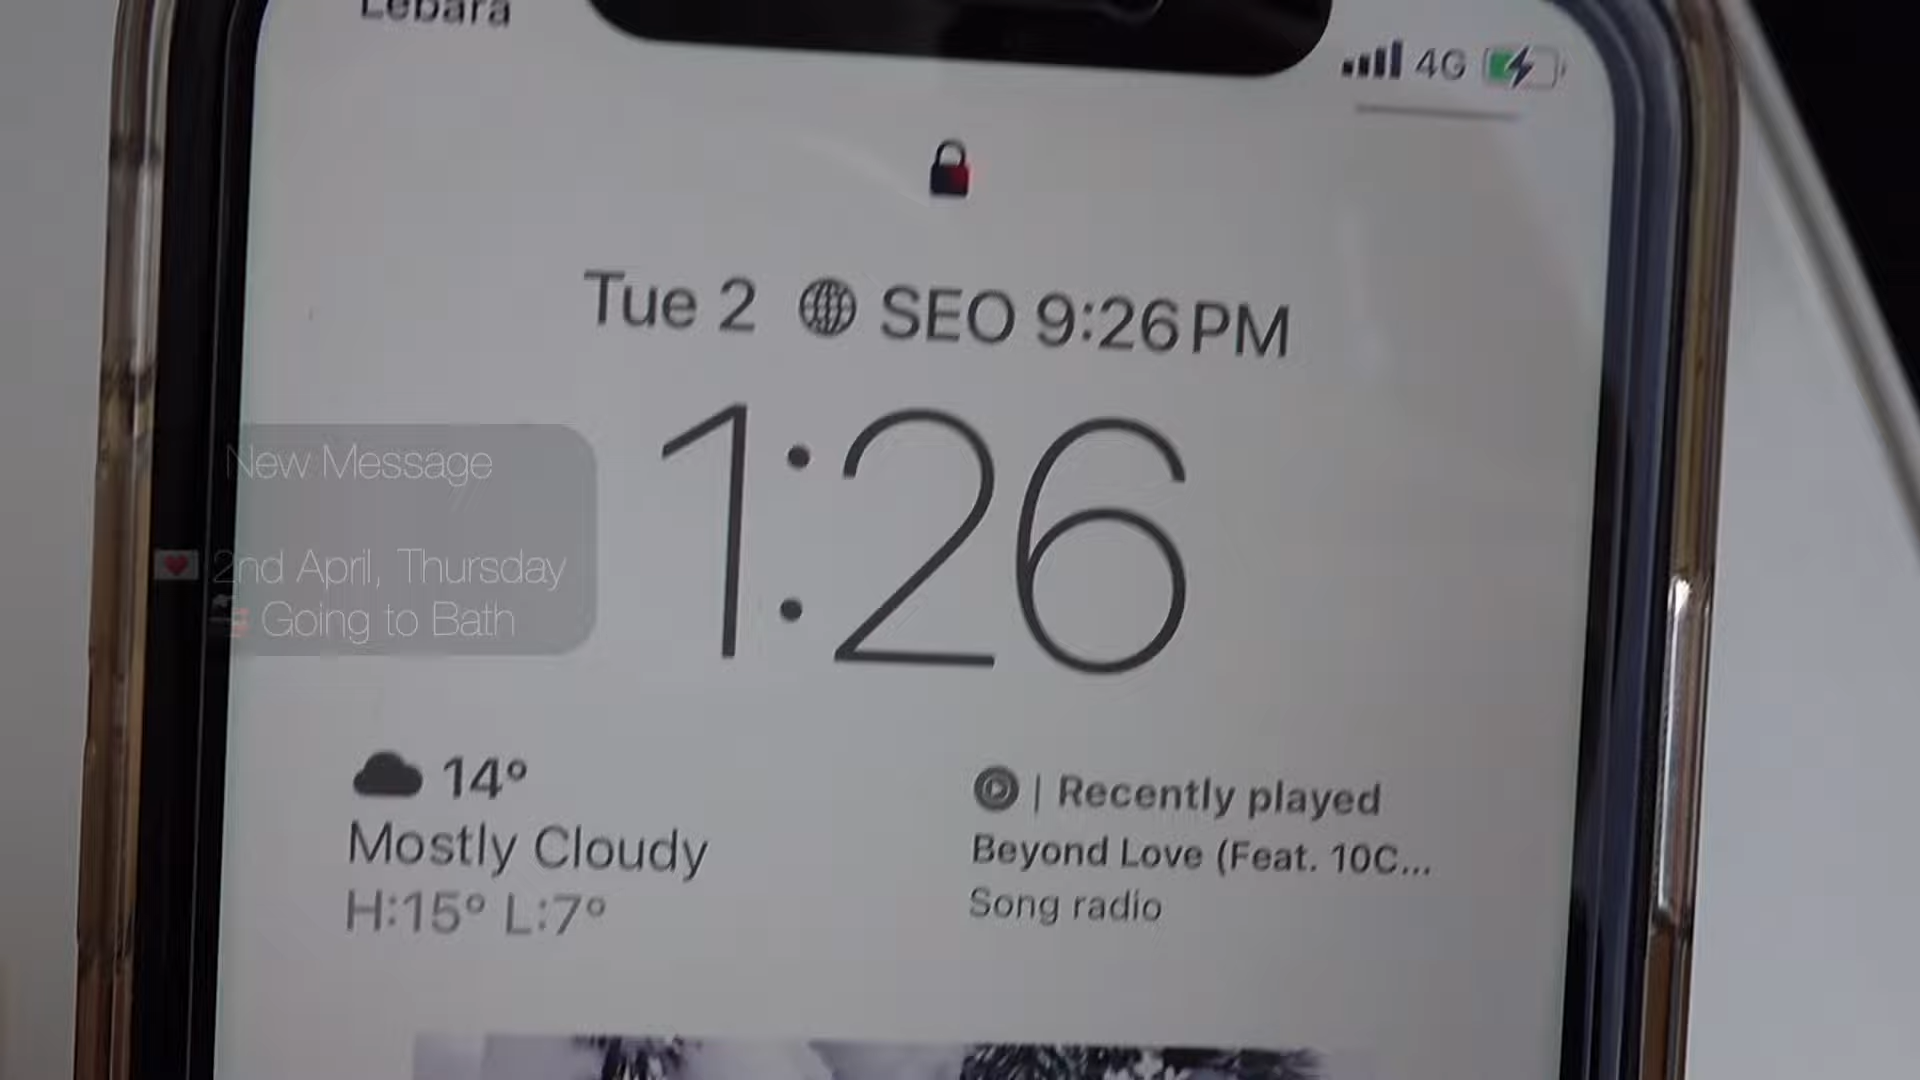 Lebara
4G
Tue 2 SEO 9:26 PM
1:26
New Message
2nd April, Thursday
Going to Bath
14°
Mostly Cloudy
H:15° L:7°
| Recently played
Beyond Love (Feat. 10C...
Song radio